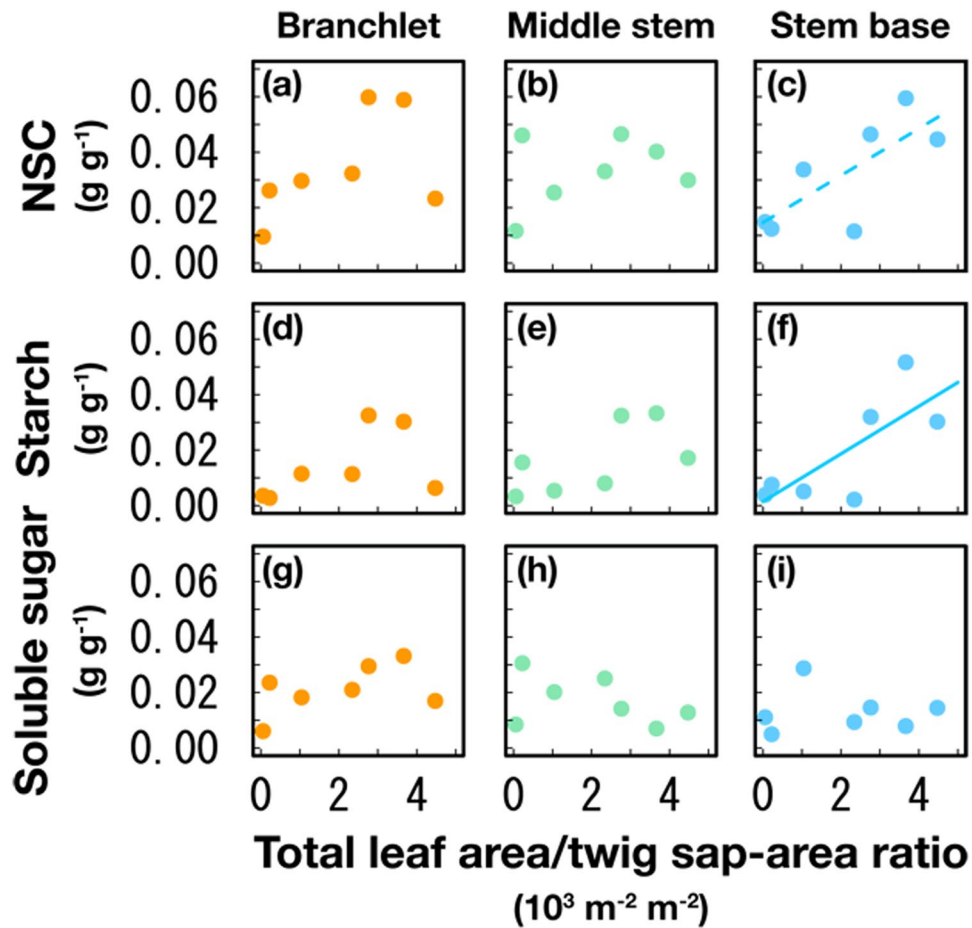 Branchlet Middle stem Stem base
NSC
(g g⁻¹)
0.06
0.04
0.02
0.00
(a) (b) (c)
Starch
(g g⁻¹)
0.06
0.04
0.02
0.00
(d) (e) (f)
Soluble sugar
(g g⁻¹)
0.06
0.04
0.02
0.00
(g) (h) (i)
0 2 4 0 2 4 0 2 4
Total leaf area/twig sap-area ratio
(10³ m⁻² m⁻²)